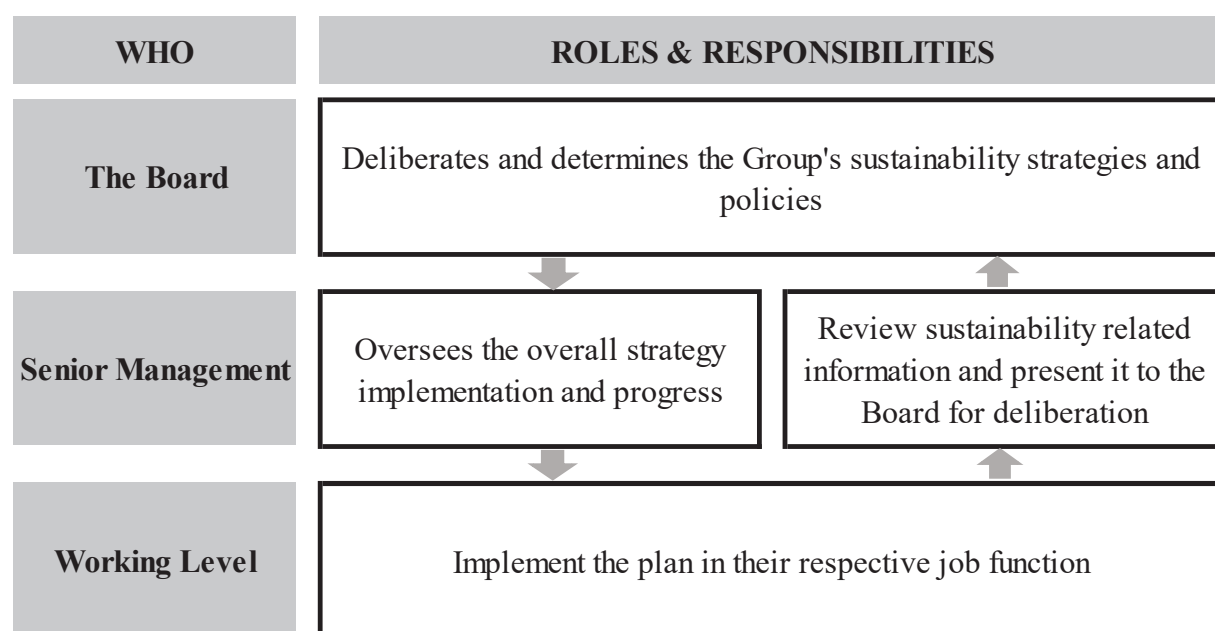 WHO
ROLES & RESPONSIBILITIES
The Board
Deliberates and determines the Group's sustainability strategies and
policies
Senior Management
Oversees the overall strategy
implementation and progress
Review sustainability related
information and present it to the
Board for deliberation
Working Level
Implement the plan in their respective job function